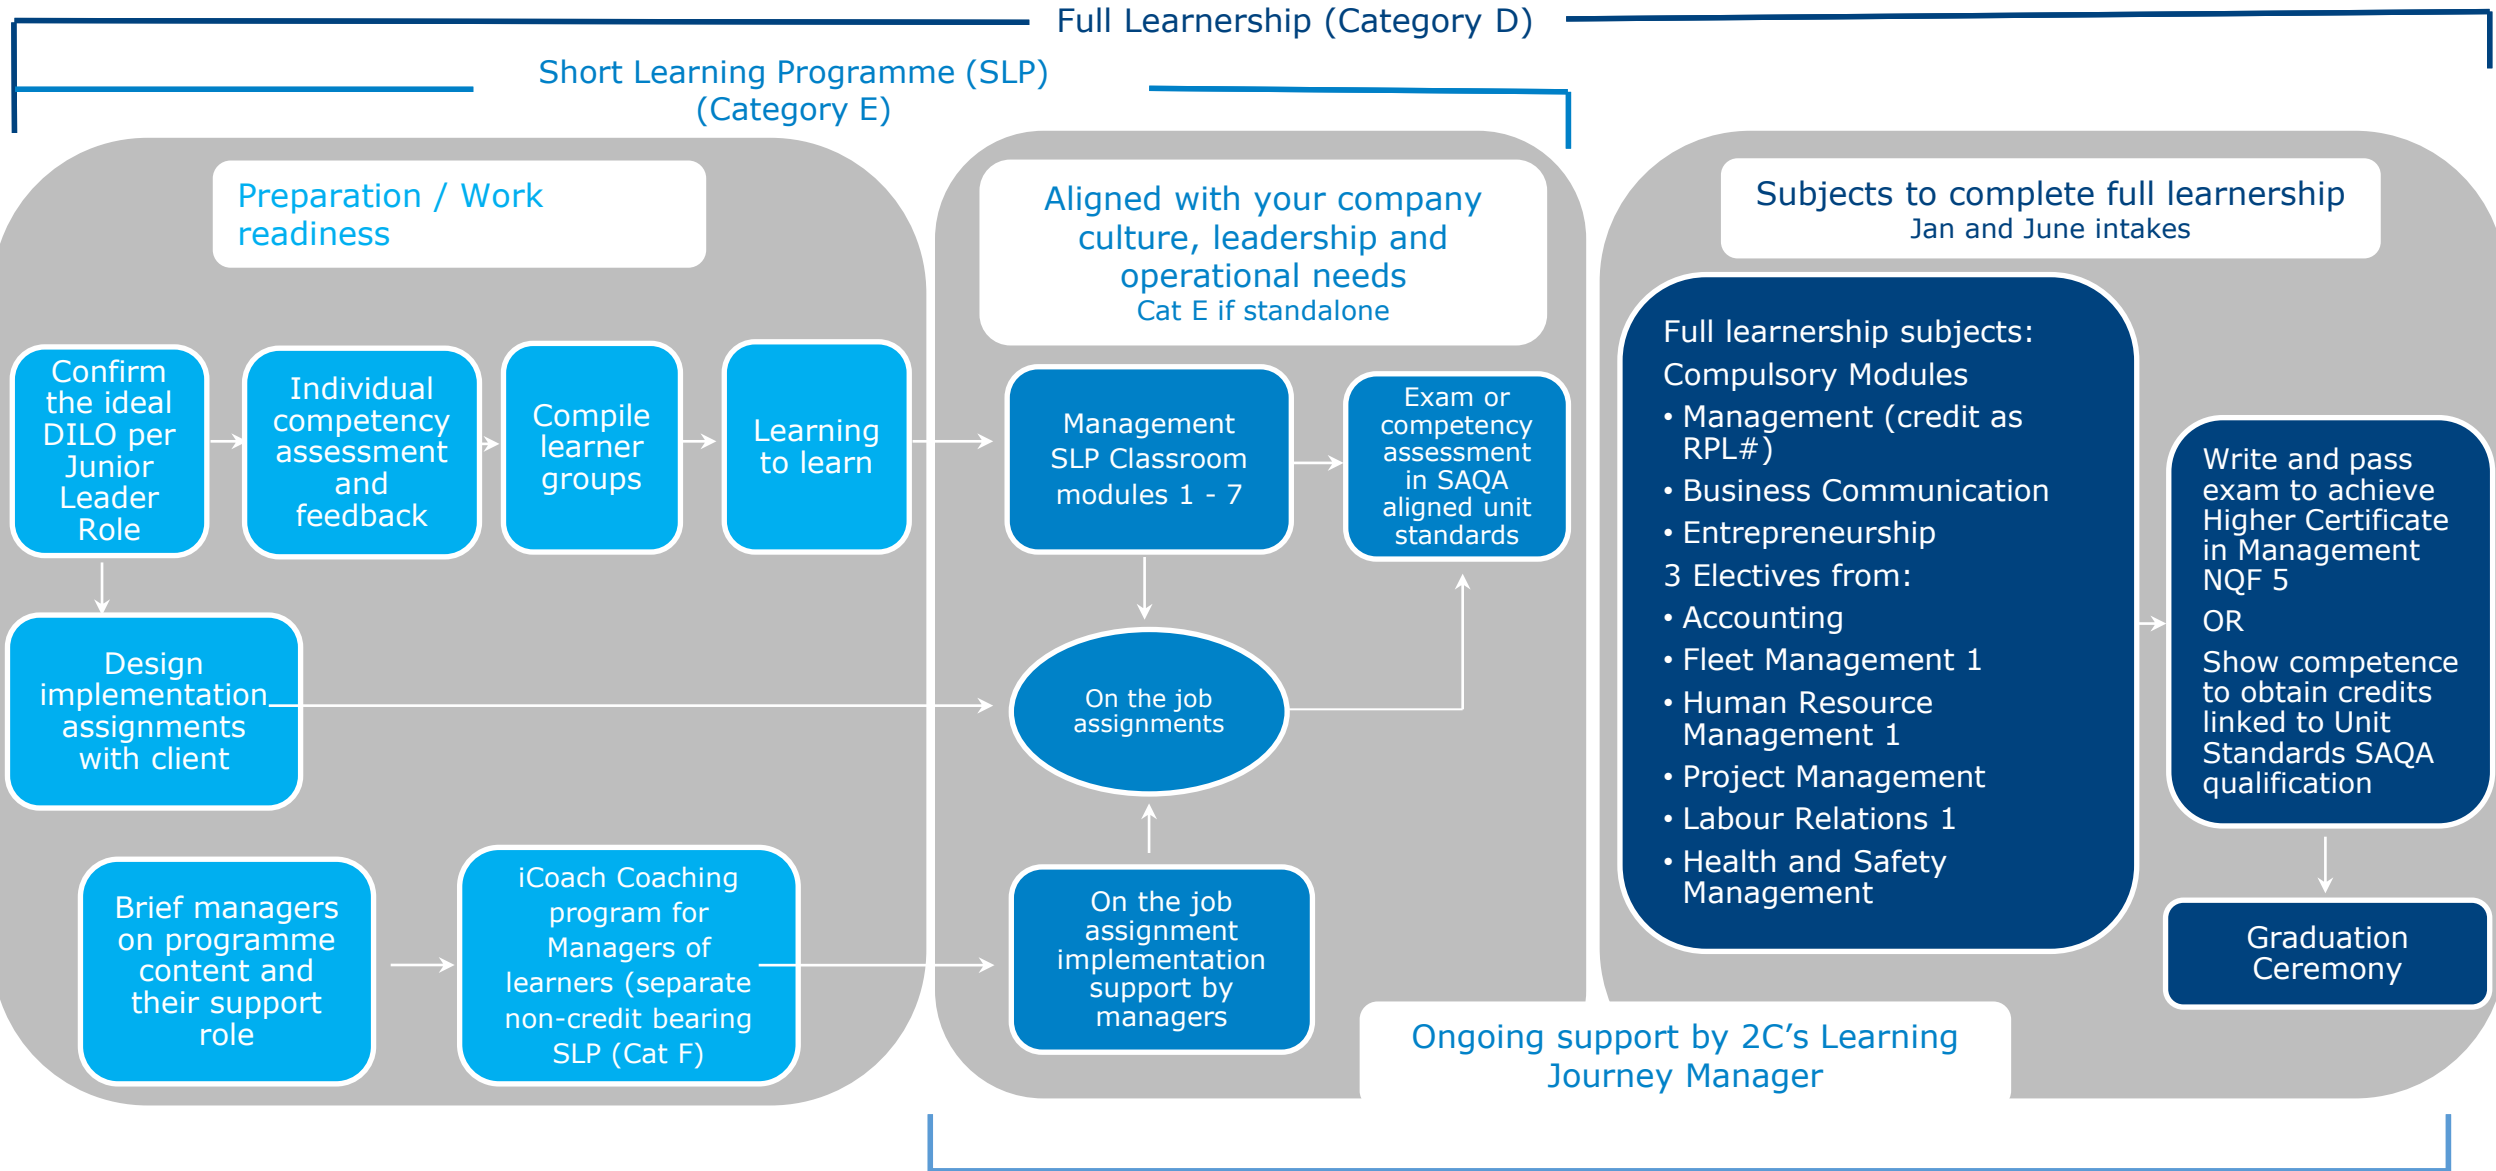 Full Learnership (Category D)
Short Learning Programme (SLP)
(Category E)
Preparation / Work
readiness
Confirm
the ideal
DILO per
Junior
Leader
Role
Individual
competency
assessment
and
feedback
Compile
learner
groups
Learning
to learn
Design
implementation
assignments
with client
Brief managers
on programme
content and
their support
role
iCoach Coaching
program for
Managers of
learners (separate
non-credit bearing
SLP (Cat F)
Aligned with your company
culture, leadership and
operational needs
Cat E if standalone
Management
SLP Classroom
modules 1 - 7
Exam or
competency
assessment
in SAQA
aligned unit
standards
On the job
assignments
On the job
assignment
implementation
support by
managers
Subjects to complete full learnership
Jan and June intakes
Full learnership subjects:
Compulsory Modules
• Management (credit as
RPL#)
• Business Communication
• Entrepreneurship
3 Electives from:
• Accounting
• Fleet Management 1
• Human Resource
Management 1
• Project Management
• Labour Relations 1
• Health and Safety
Management
Write and pass
exam to achieve
Higher Certificate
in Management
NQF 5
OR
Show competence
to obtain credits
linked to Unit
Standards SAQA
qualification
Graduation
Ceremony
Ongoing support by 2C’s Learning
Journey Manager